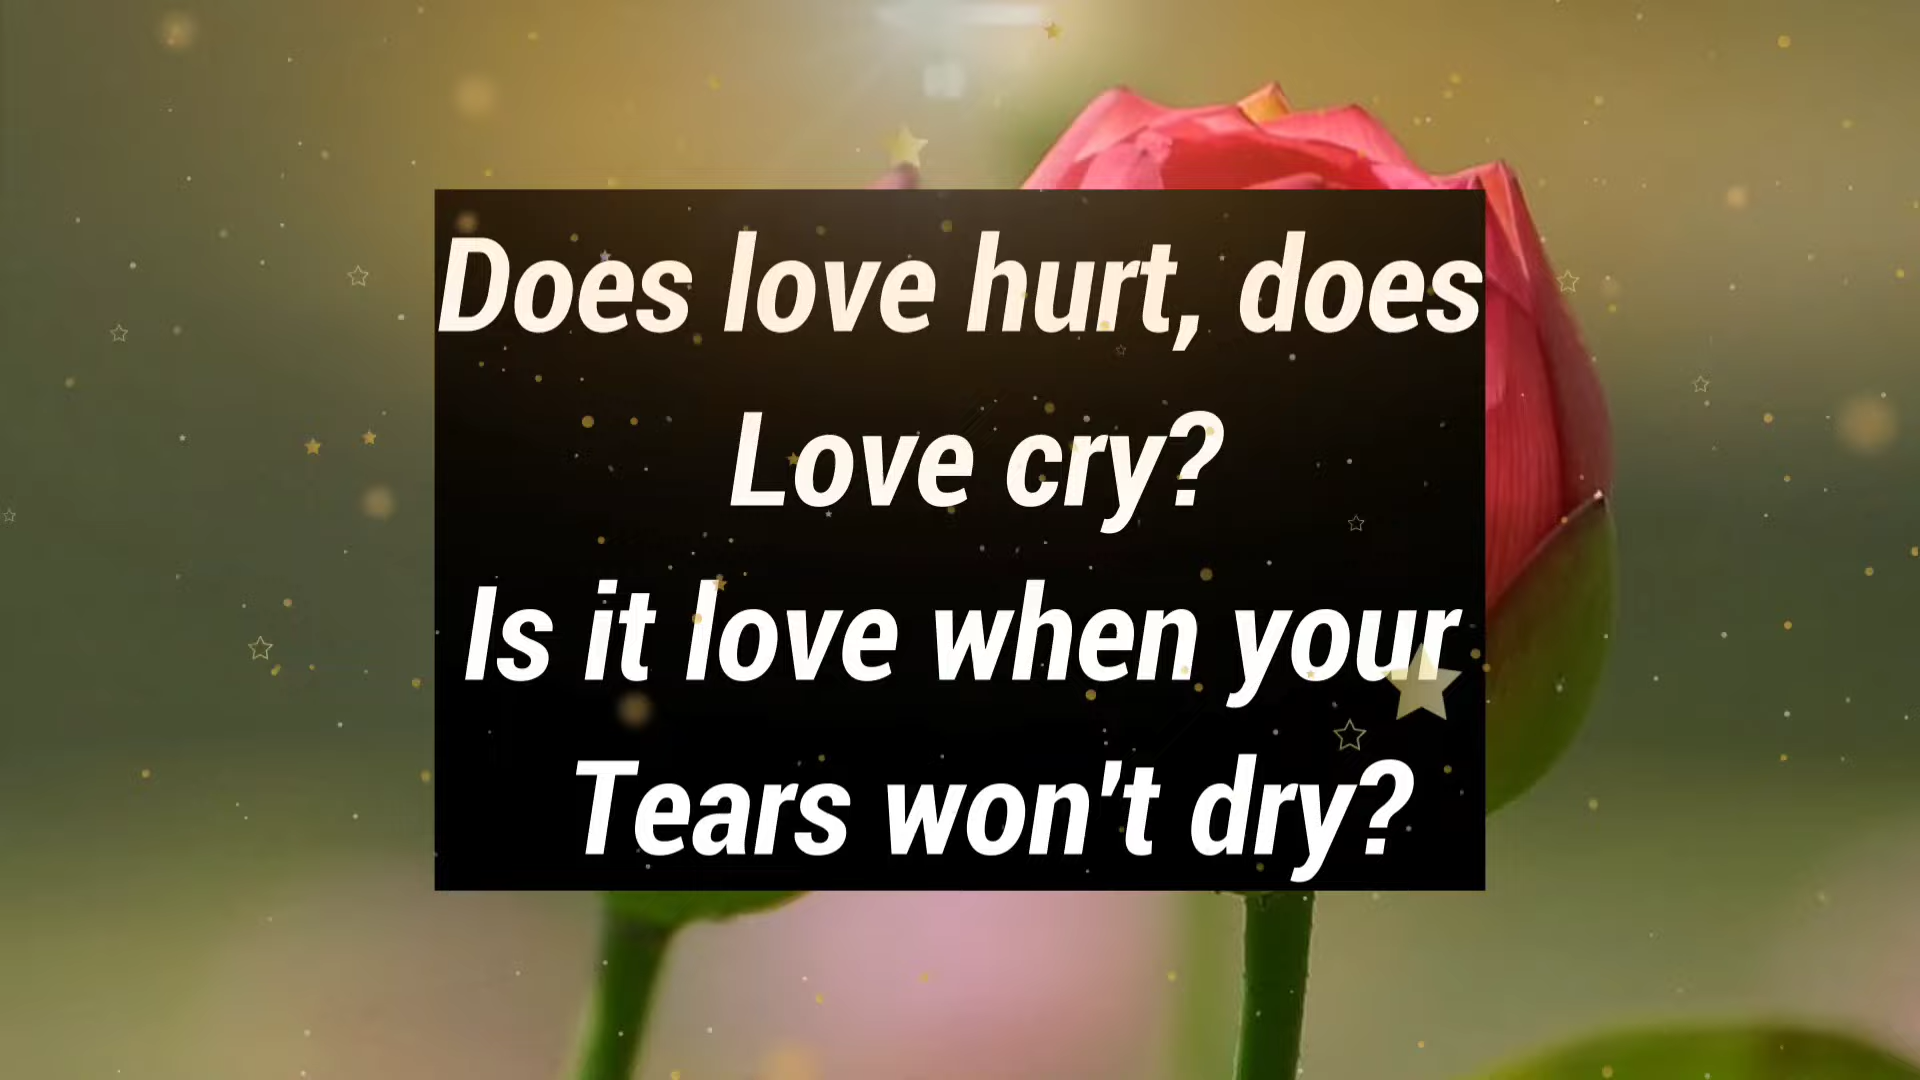 Does love hurt, does
Love cry?
Is it love when your
Tears won't dry?